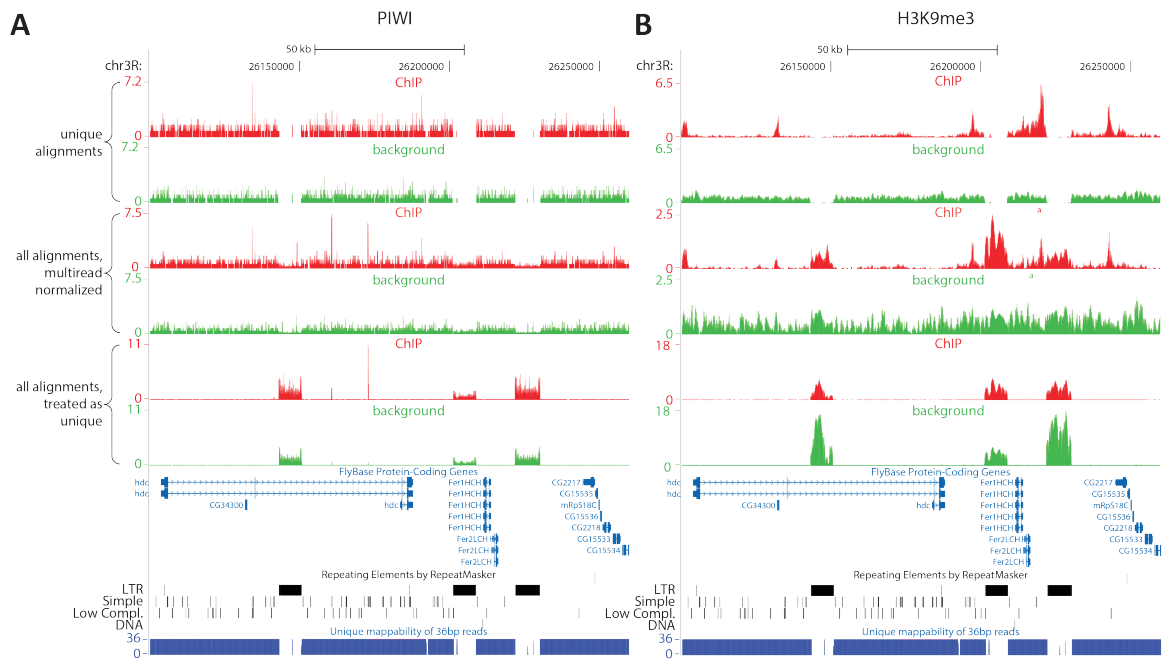 A
PIWI
50 kb
chr3R:
26150000
26200000
26250000
7.2
ChIP
0
unique
alignments
7.2
background
0
7.5
ChIP
0
all alignments,
multiread
normalized
7.5
background
0
11
ChIP
0
all alignments,
treated as
unique
11
background
0
FlyBase Protein-Coding Genes
hdc
Fer1HCH
CG2217
hdc
Fer1HCH
CG15535
CG34300
hdc
Fer1HCH
mRpS18C
Fer1HCH
CG15536
Fer1HCH
CG2218
Fer2LCH
CG15533
Fer2LCH
CG15534
Fer2LCH
Repeating Elements by RepeatMasker
LTR
Simple
Low Compl.
DNA
Unique mappability of 36bp reads
36
0
B
H3K9me3
50 kb
chr3R:
26150000
26200000
26250000
6.5
ChIP
0
6.5
background
0
a
2.5
ChIP
0
a
2.5
background
0
18
ChIP
0
18
background
0
FlyBase Protein-Coding Genes
hdc
Fer1HCH
CG2217
hdc
Fer1HCH
CG15535
CG34300
hdc
Fer1HCH
mRpS18C
Fer1HCH
CG15536
Fer1HCH
CG2218
Fer2LCH
CG15533
Fer2LCH
CG15534
Fer2LCH
Repeating Elements by RepeatMasker
LTR
Simple
Low Compl.
DNA
Unique mappability of 36bp reads
36
0